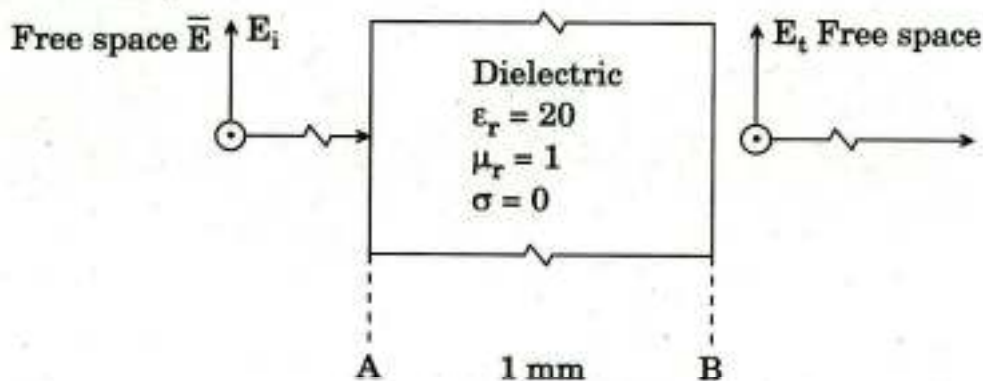 Free space E̅ E_i
E_t Free space
Dielectric
ε_r = 20
μ_r = 1
σ = 0
A 1 mm B